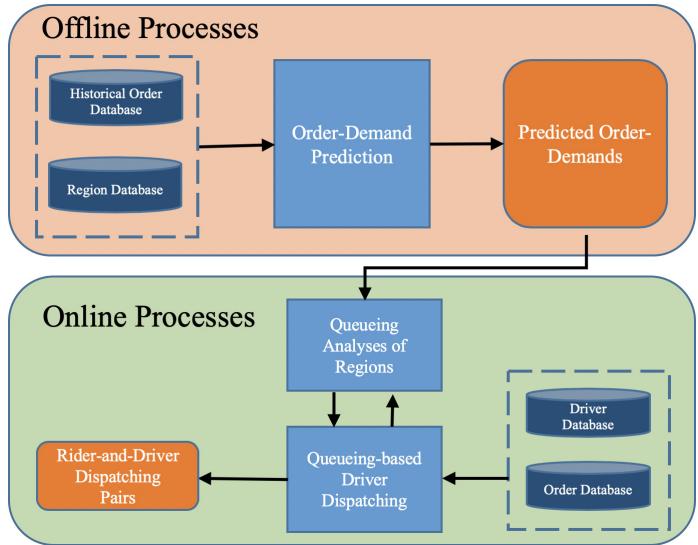 Offline Processes
Historical Order
Database
Region Database
Order-Demand
Prediction
Predicted Order-
Demands
Online Processes
Queueing
Analyses of
Regions
Driver
Database
Order Database
Queueing-based
Driver
Dispatching
Rider-and-Driver
Dispatching
Pairs